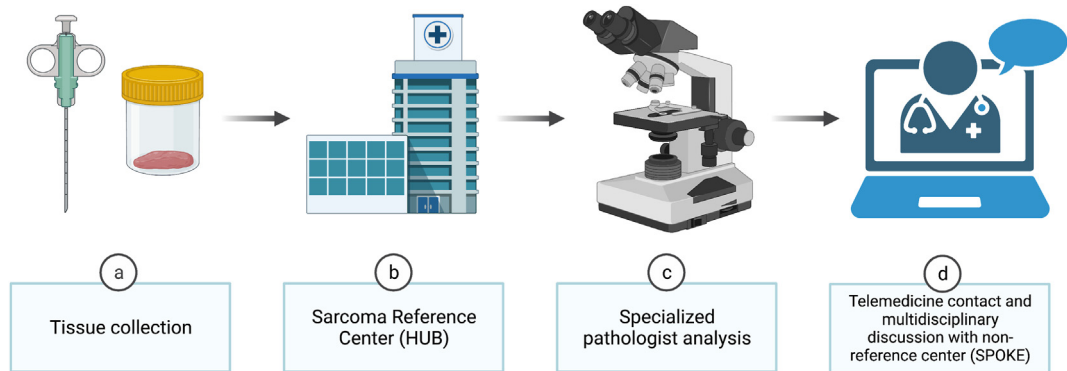 a
b
c
d
Tissue collection
Sarcoma Reference
Center (HUB)
Specialized
pathologist analysis
Telemedicine contact and
multidisciplinary
discussion with non-
reference center (SPOKE)